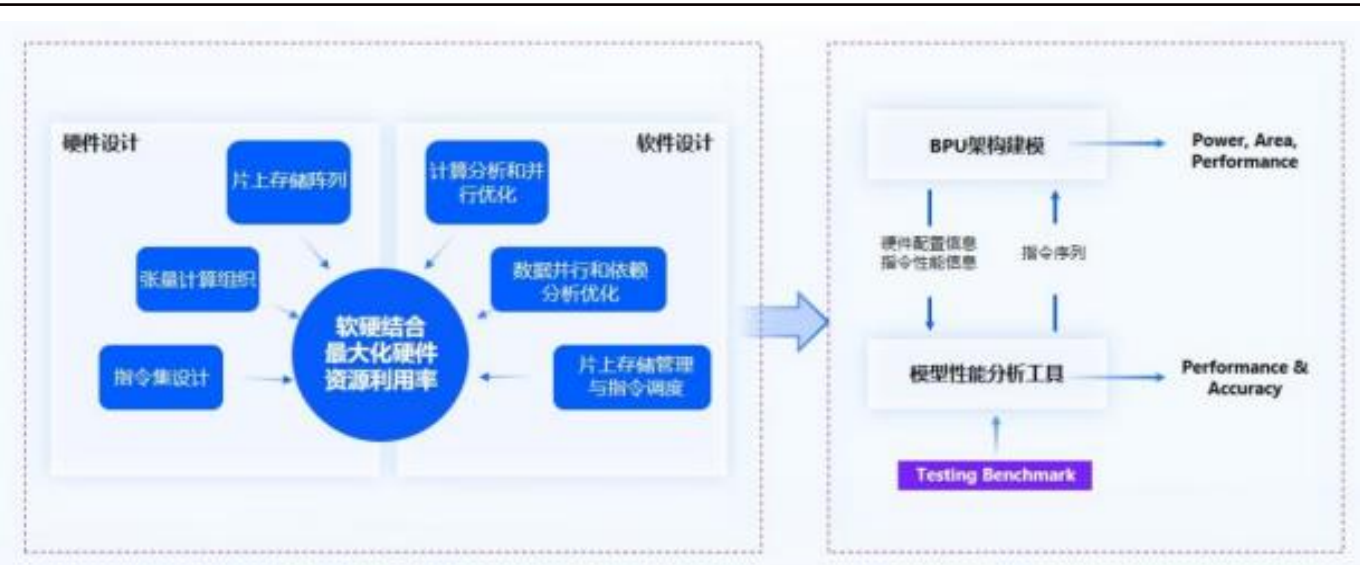 硬件设计
软件设计
片上存储阵列
计算分析和并
行优化
张量计算组织
数据并行和依赖
分析优化
指令集设计
片上存储管理
与指令调度
软硬结合
最大化硬件
资源利用率
BPU架构建模
Power, Area,
Performance
硬件配置信息
指令性能信息
指令序列
模型性能分析工具
Performance &
Accuracy
Testing Benchmark